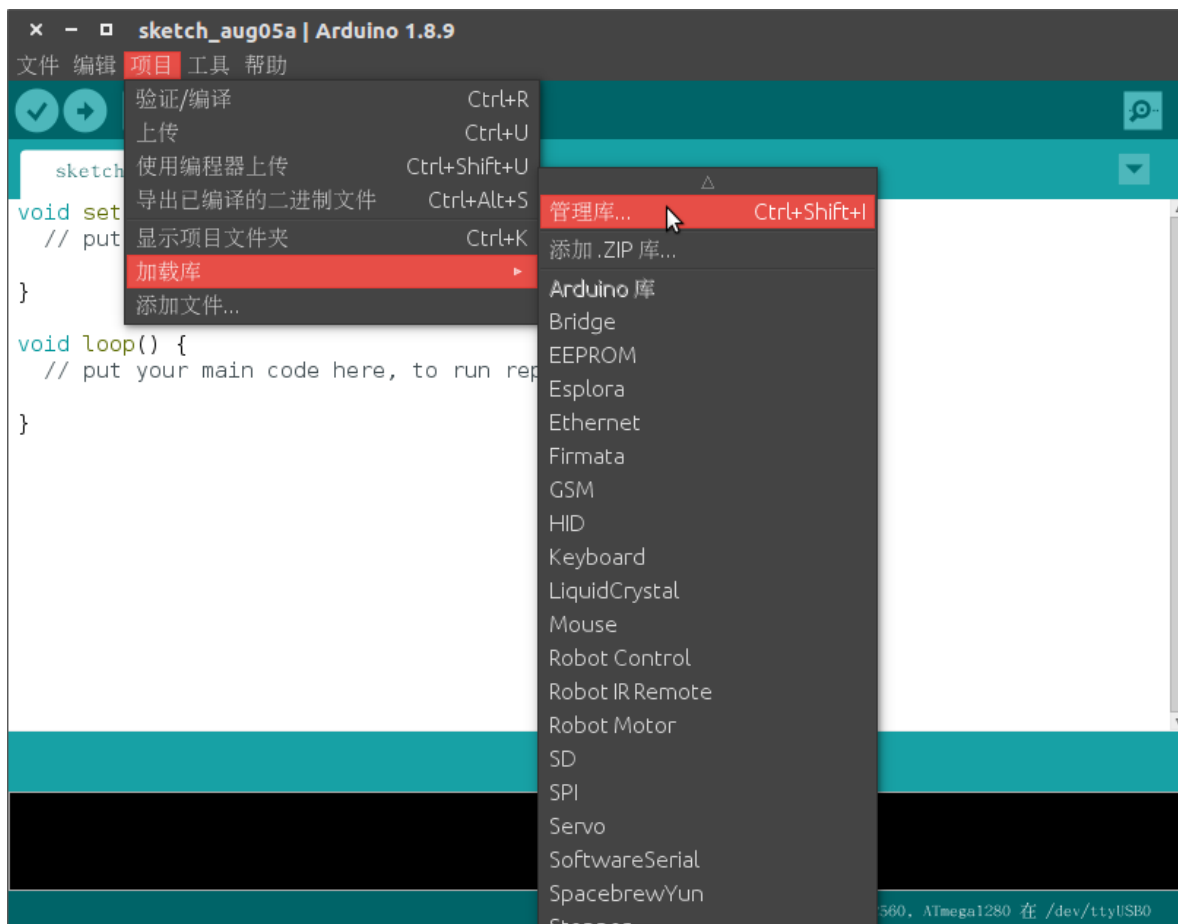 sketch_aug05a | Arduino 1.8.9
文件 编辑 项目 工具 帮助
验证/编译 Ctrl+R
上传 Ctrl+U
使用编程器上传 Ctrl+Shift+U
导出已编译的二进制文件 Ctrl+Alt+S
显示项目文件夹 Ctrl+K
加载库
添加文件...
管理库... Ctrl+Shift+I
添加 .ZIP 库...
Arduino 库
Bridge
EEPROM
Esplora
Ethernet
Firmata
GSM
HID
Keyboard
LiquidCrystal
Mouse
Robot Control
Robot IR Remote
Robot Motor
SD
SPI
Servo
SoftwareSerial
SpacebrewYun
sketch
void set
// put
}
void loop() {
// put your main code here, to run rep
}
560, ATmega1280 在 /dev/ttyUSB0